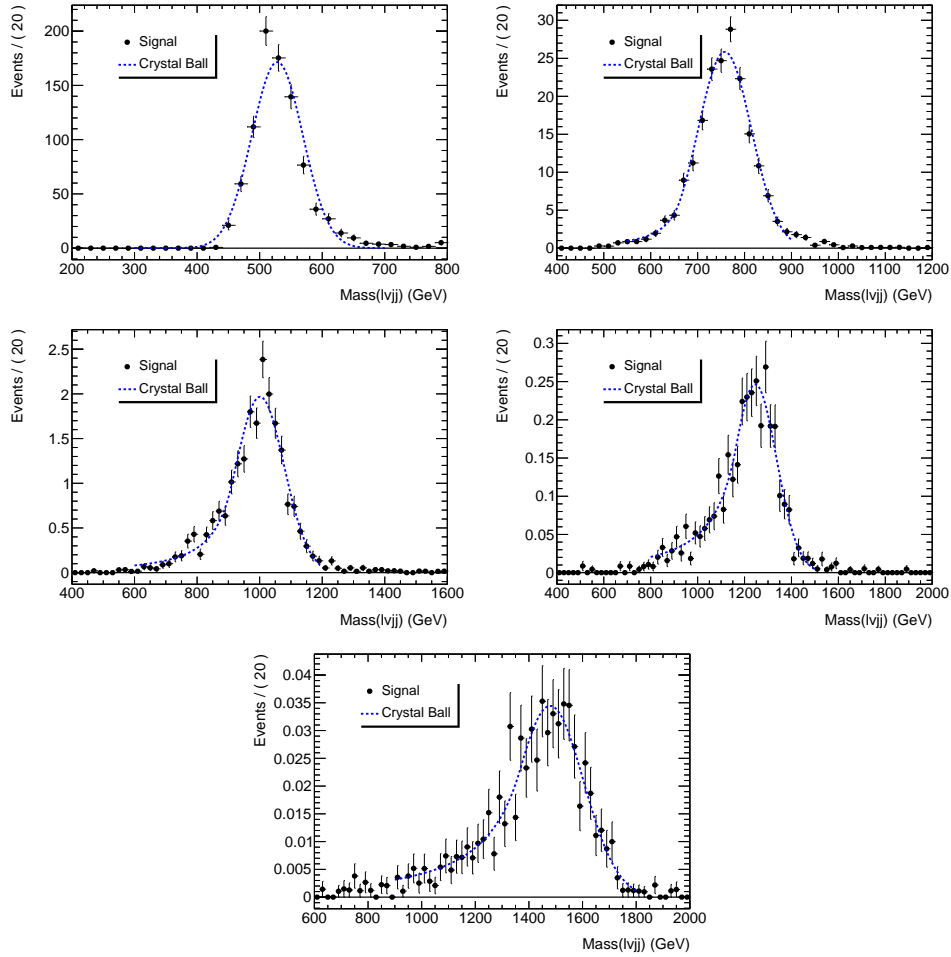 Events / ( 20 )
200
150
100
50
0
Signal
Crystal Ball
200 300 400 500 600 700 800
Mass(lvjj) (GeV)
Events / ( 20 )
30
25
20
15
10
5
0
Signal
Crystal Ball
400 500 600 700 800 900 1000 1100 1200
Mass(lvjj) (GeV)
Events / ( 20 )
2.5
2
1.5
1
0.5
0
Signal
Crystal Ball
400 600 800 1000 1200 1400 1600
Mass(lvjj) (GeV)
Events / ( 20 )
0.3
0.25
0.2
0.15
0.1
0.05
0
Signal
Crystal Ball
400 600 800 1000 1200 1400 1600 1800 2000
Mass(lvjj) (GeV)
Events / ( 20 )
0.04
0.035
0.03
0.025
0.02
0.015
0.01
0.005
0
Signal
Crystal Ball
600 800 1000 1200 1400 1600 1800 2000
Mass(lvjj) (GeV)